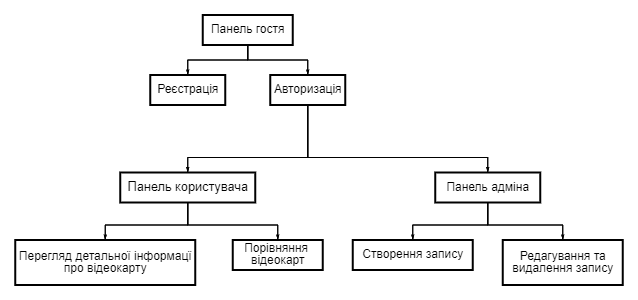 Панель гостя
Реєстрація
Авторизація
Панель користувача
Панель адміна
Перегляд детальної інформації
про відеокарту
Порівняння
відеокарт
Створення запису
Редагування та
видалення запису